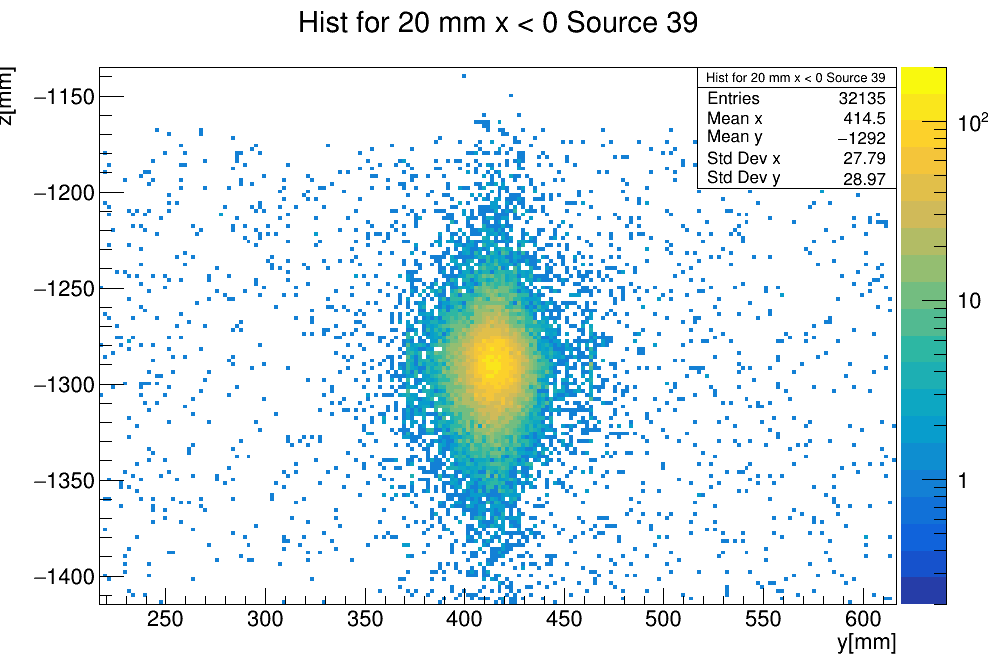 Hist for 20 mm x < 0 Source 39
z[mm]
−1150
−1200
−1250
−1300
−1350
−1400
250
300
350
400
450
500
550
600
y[mm]
Hist for 20 mm x < 0 Source 39
Entries 32135
Mean x 414.5
Mean y −1292
Std Dev x 27.79
Std Dev y 28.97
10²
10
1